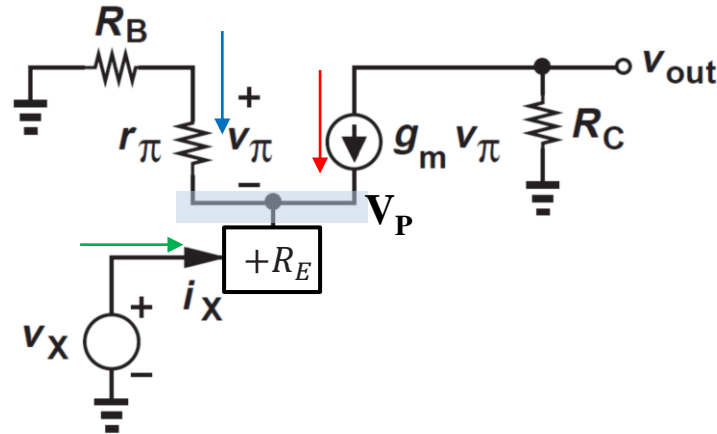 R_B
+
r_π
v_π
−
g_m v_π
v_out
R_C
V_P
+R_E
i_X
+
v_X
−